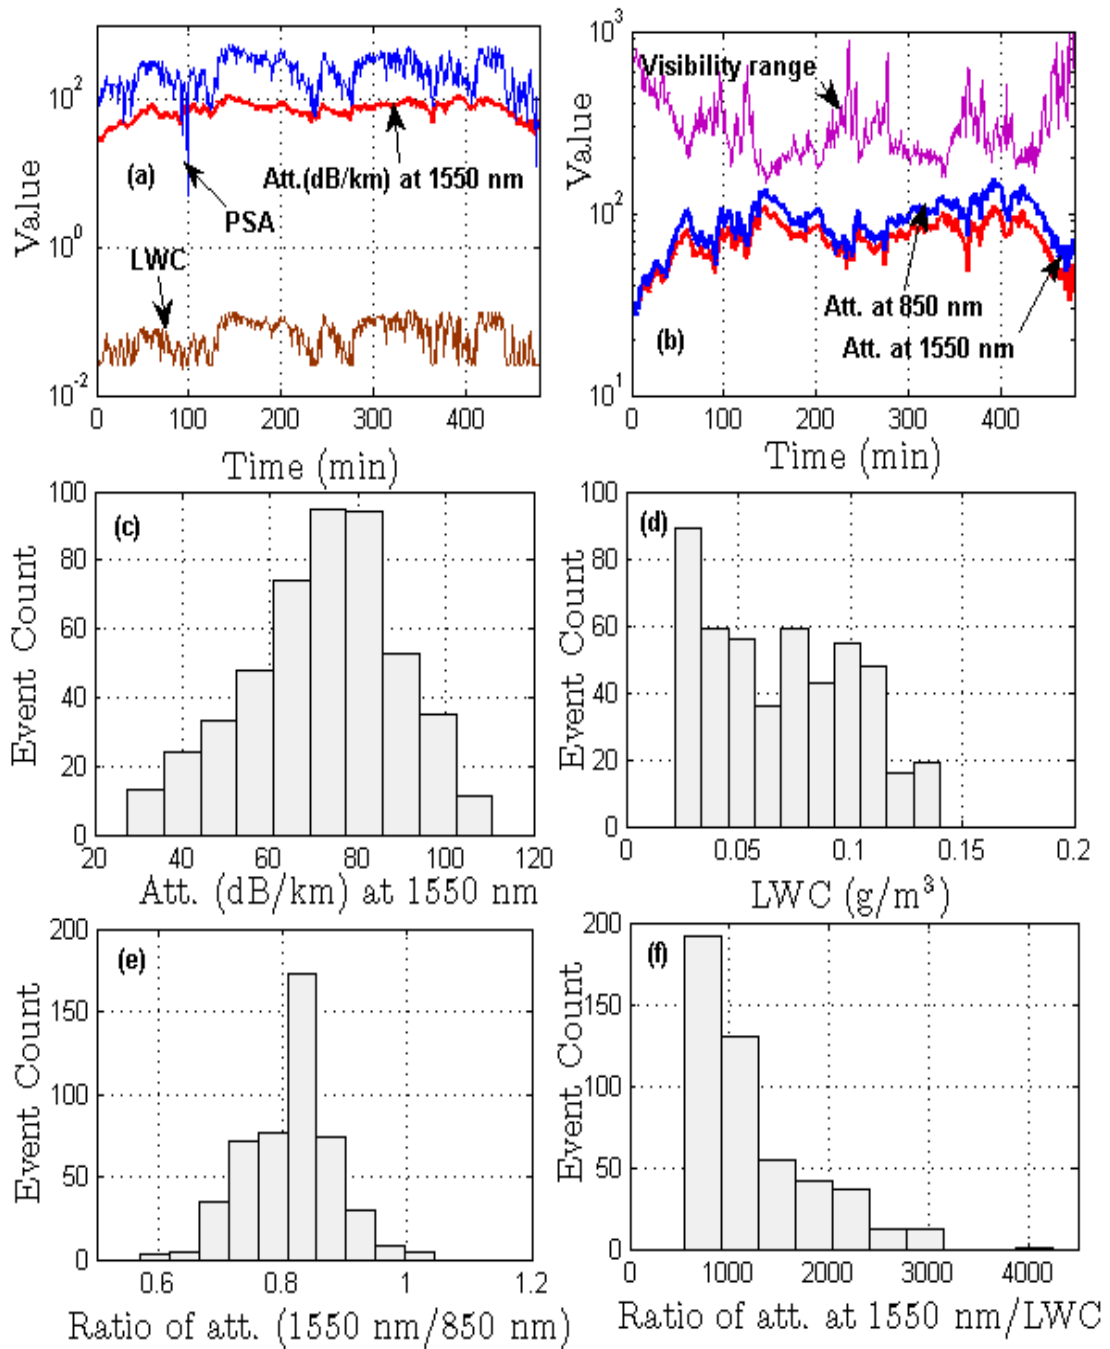 10^2
10^0
10^-2
Value
(a)
Att.(dB/km) at 1550 nm
PSA
LWC
0 100 200 300 400
Time (min)
10^3
10^2
10^1
Value
Visibility range
Att. at 850 nm
Att. at 1550 nm
(b)
0 100 200 300 400
Time (min)
100
80
60
40
20
0
Event Count
(c)
20 40 60 80 100 120
Att. (dB/km) at 1550 nm
100
80
60
40
20
0
Event Count
(d)
0 0.05 0.1 0.15 0.2
LWC (g/m³)
200
150
100
50
0
Event Count
(e)
0.6 0.8 1 1.2
Ratio of att. (1550 nm/850 nm)
200
150
100
50
0
Event Count
(f)
0 1000 2000 3000 4000
Ratio of att. at 1550 nm/LWC